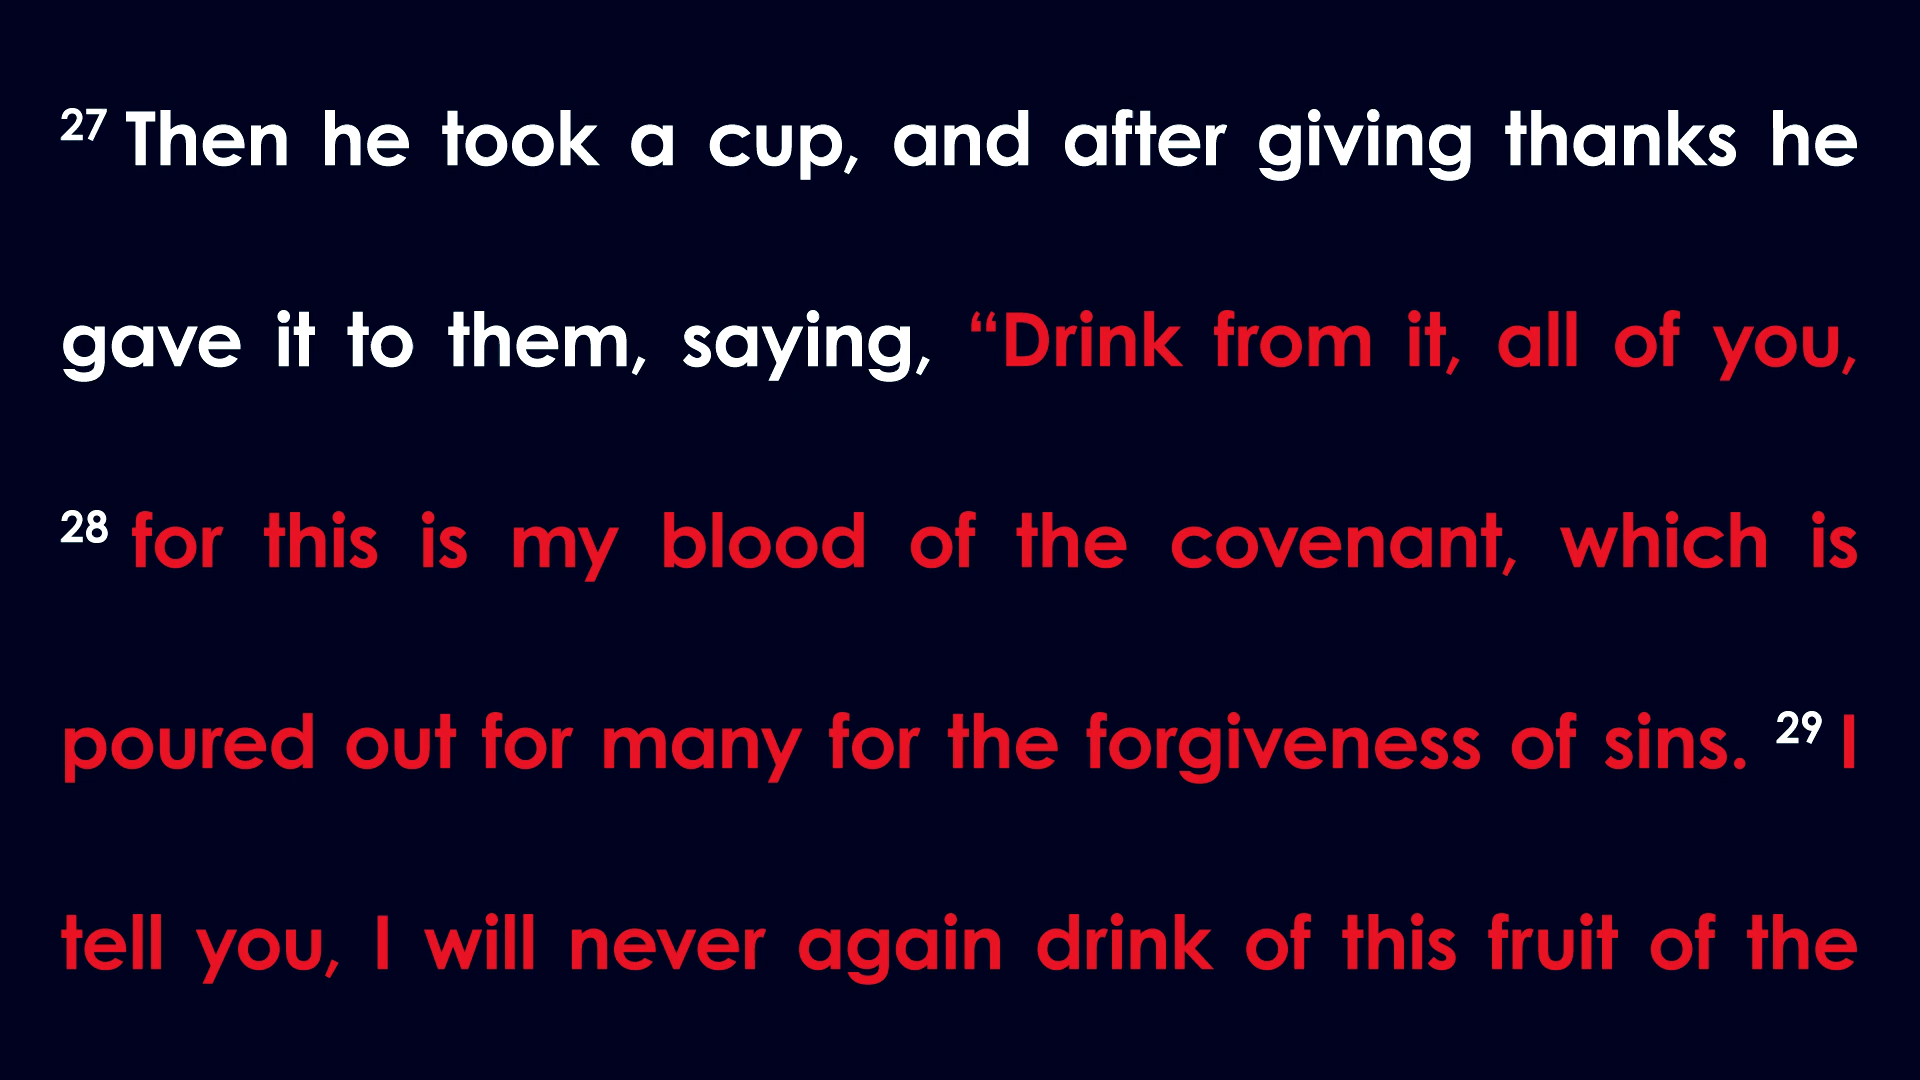 27 Then he took a cup, and after giving thanks he
gave it to them, saying, “Drink from it, all of you,
28 for this is my blood of the covenant, which is
poured out for many for the forgiveness of sins. 29 I
tell you, I will never again drink of this fruit of the